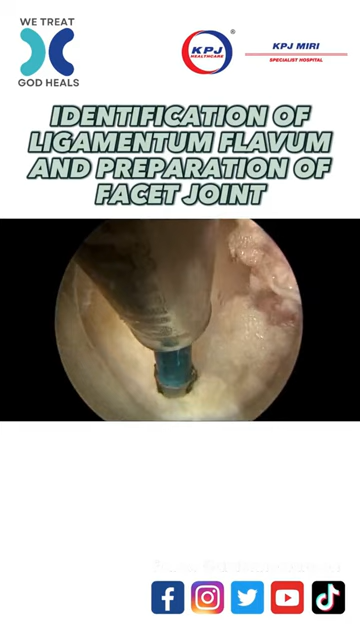 WE TREAT
GOD HEALS
KPJ
HEALTHCARE
®
KPJ MIRI
SPECIALIST HOSPITAL
IDENTIFICATION OF
LIGAMENTUM FLAVUM
AND PREPARATION OF
FACET JOINT